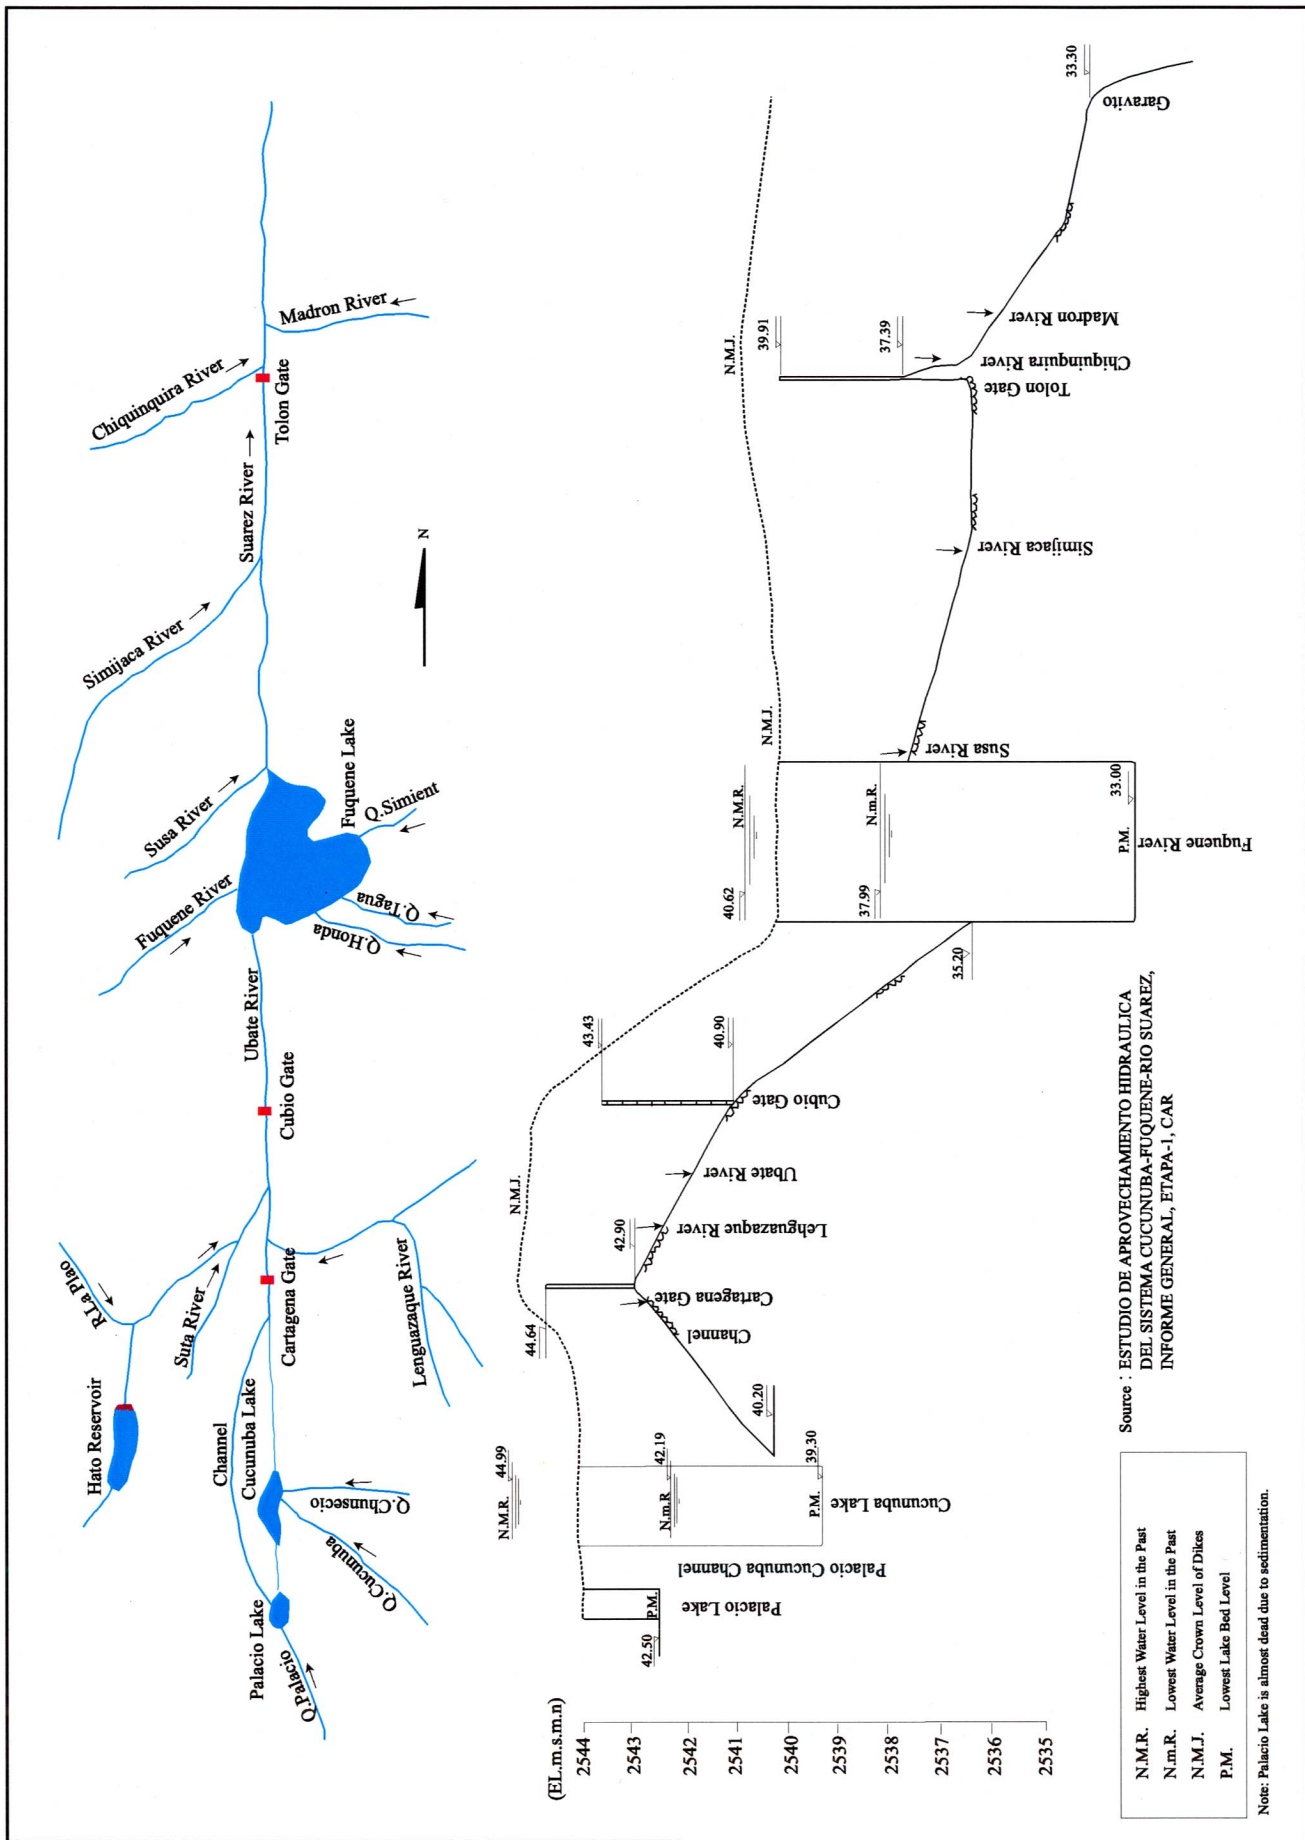 Hato Reservoir
R.La Plao
Suta River
Channel
Cucunuba Lake
Palacio Lake
Q.Palacio
Q.Cucunuba
Q.Chunsecio
Cartagena Gate
Lenguazaque River
Cubio Gate
Ubate River
Fuquene River
Susa River
Fuquene Lake
Q.Honda
Q.Tagua
Q.Simient
Simijaca River
Suarez River
Chiquinquira River
Tolon Gate
Madron River
N
(EL.m.s.m.n)
2544
2543
2542
2541
2540
2539
2538
2537
2536
2535
42.50
P.M.
Palacio Lake
Palacio Cucunuba Channel
N.M.R.
44.99
N.m.R
42.19
P.M.
39.30
Cucunuba Lake
40.20
44.64
Channel
Cartagena Gate
42.90
Lehguazaque River
Ubate River
N.M.J.
43.43
40.90
Cubio Gate
35.20
40.62
N.M.R.
37.99
N.m.R.
P.M.
33.00
Fuquene River
N.M.J.
Susa River
Simijaca River
N.M.J.
39.91
37.39
Tolon Gate
Chiquinquira River
Madron River
33.30
Garavito
N.M.R. Highest Water Level in the Past
N.m.R. Lowest Water Level in the Past
N.M.J. Average Crown Level of Dikes
P.M. Lowest Lake Bed Level
Note: Palacio Lake is almost dead due to sedimentation.
Source : ESTUDIO DE APROVECHAMIENTO HIDRAULICA
DEL SISTEMA CUCUNUBA-FUQUENE-RIO SUAREZ,
INFORME GENERAL, ETAPA-1, CAR